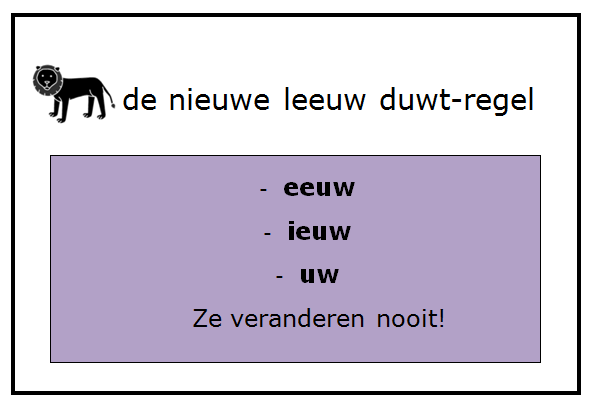 de nieuwe leeuw duwt-regel
- eeuw
- ieuw
- uw
Ze veranderen nooit!